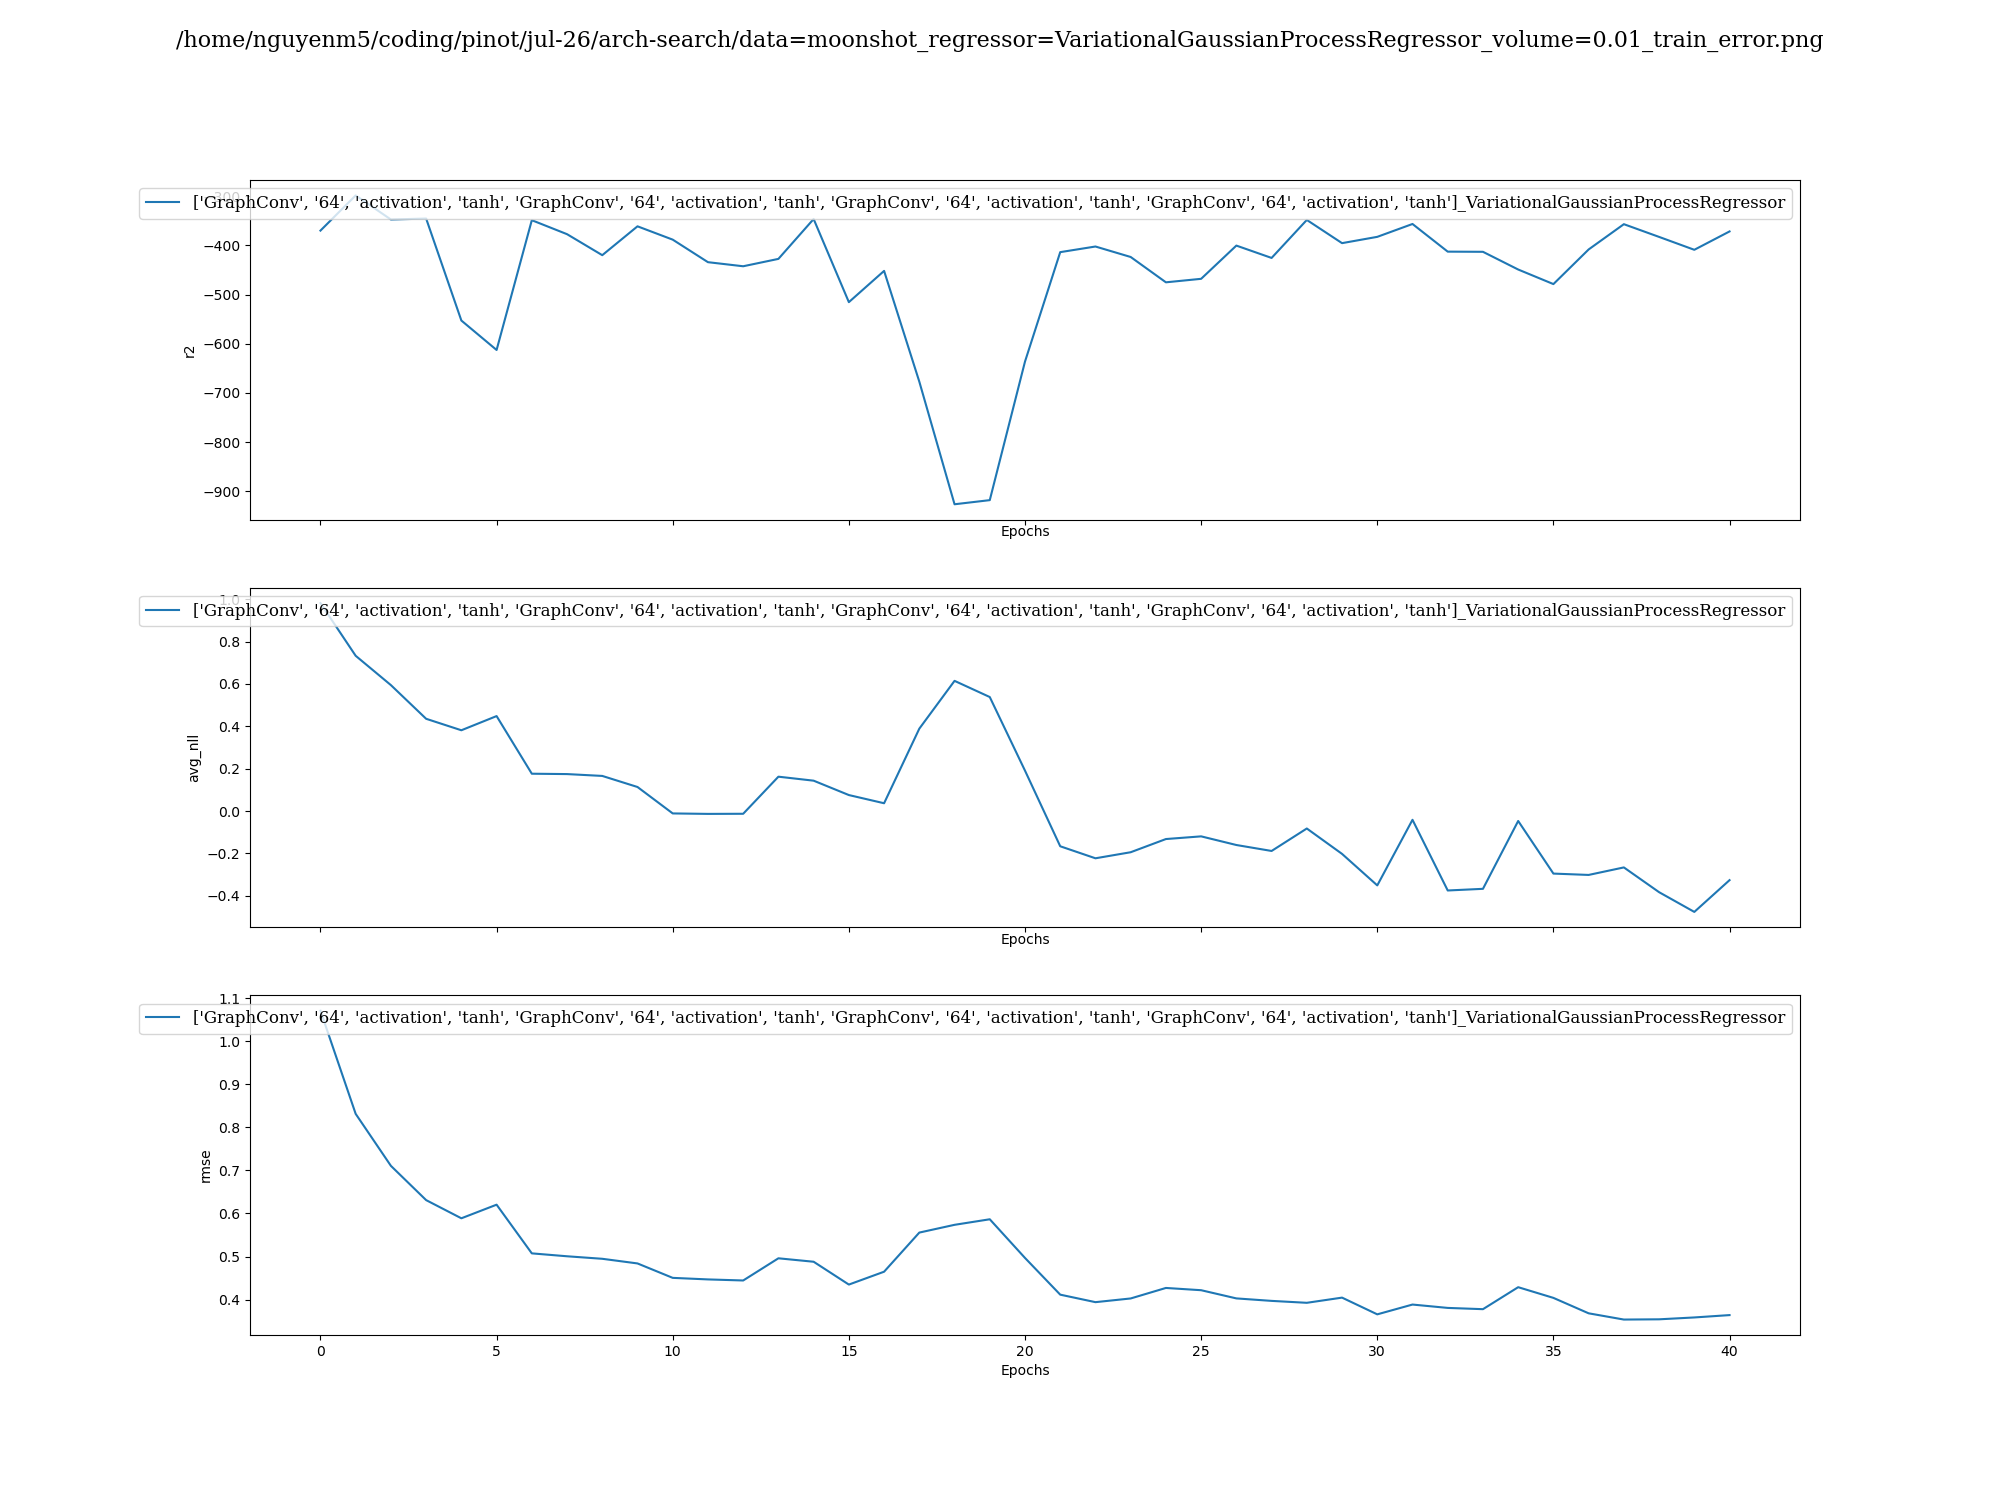 /home/nguyenm5/coding/pinot/jul-26/arch-search/data=moonshot_regressor=VariationalGaussianProcessRegressor_volume=0.01_train_error.png
['GraphConv', '64', 'activation', 'tanh', 'GraphConv', '64', 'activation', 'tanh', 'GraphConv', '64', 'activation', 'tanh', 'GraphConv', '64', 'activation', 'tanh']_VariationalGaussianProcessRegressor
−300
−400
−500
−600
−700
−800
−900
r2
Epochs
['GraphConv', '64', 'activation', 'tanh', 'GraphConv', '64', 'activation', 'tanh', 'GraphConv', '64', 'activation', 'tanh', 'GraphConv', '64', 'activation', 'tanh']_VariationalGaussianProcessRegressor
1.0
0.8
0.6
0.4
0.2
0.0
−0.2
−0.4
avg_nll
Epochs
1.1
['GraphConv', '64', 'activation', 'tanh', 'GraphConv', '64', 'activation', 'tanh', 'GraphConv', '64', 'activation', 'tanh', 'GraphConv', '64', 'activation', 'tanh']_VariationalGaussianProcessRegressor
1.0
0.9
0.8
0.7
0.6
0.5
0.4
rmse
0 5 10 15 20 25 30 35 40
Epochs